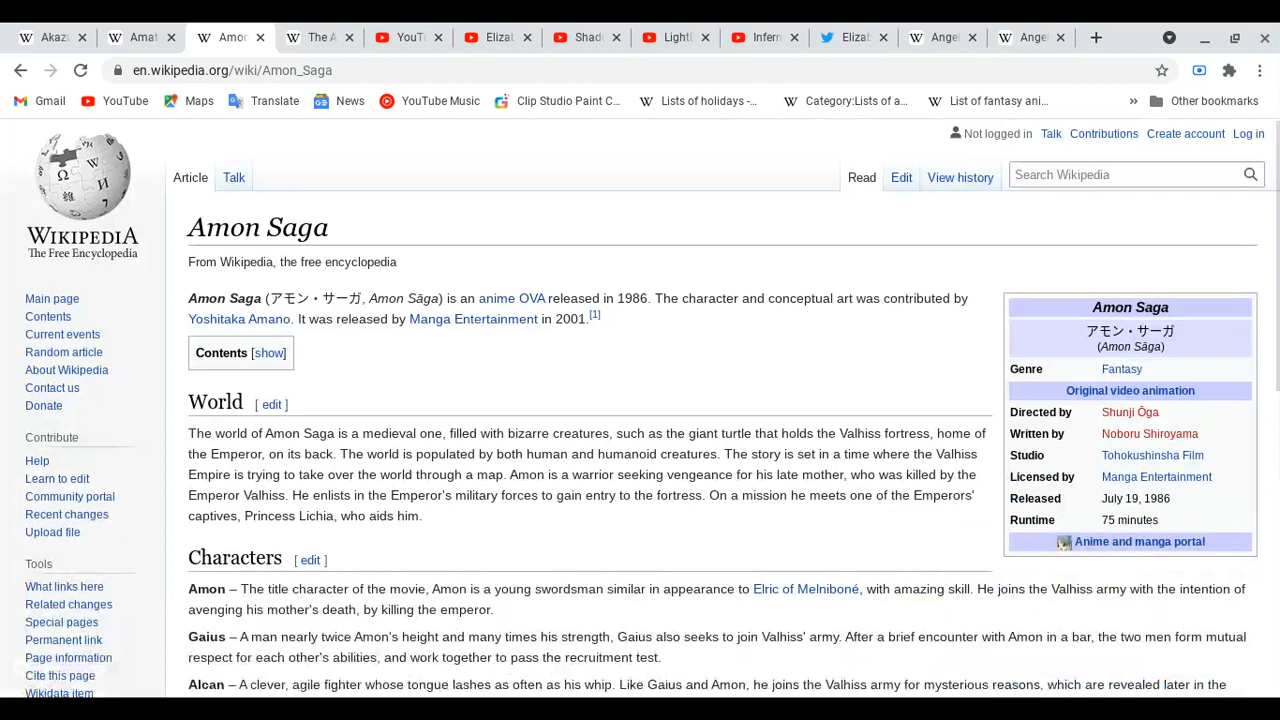 Akazu
Amat
Amon
The A
YouTu
Elizab
Shado
LightD
Infern
Elizab
Angel
Angel
en.wikipedia.org/wiki/Amon_Saga
Gmail YouTube Maps Translate News YouTube Music Clip Studio Paint C... Lists of holidays -... Category:Lists of a... List of fantasy ani... » Other bookmarks
Not logged in Talk Contributions Create account Log in
Article Talk Read Edit View history Search Wikipedia
WIKIPEDIA
The Free Encyclopedia
Main page
Contents
Current events
Random article
About Wikipedia
Contact us
Donate
Contribute
Help
Learn to edit
Community portal
Recent changes
Upload file
Tools
What links here
Related changes
Special pages
Permanent link
Page information
Cite this page
Wikidata item
Amon Saga
From Wikipedia, the free encyclopedia
Amon Saga (アモン・サーガ, Amon Sāga) is an anime OVA released in 1986. The character and conceptual art was contributed by
Yoshitaka Amano. It was released by Manga Entertainment in 2001.[1]
Contents [show]
World [ edit ]
The world of Amon Saga is a medieval one, filled with bizarre creatures, such as the giant turtle that holds the Valhiss fortress, home of
the Emperor, on its back. The world is populated by both human and humanoid creatures. The story is set in a time where the Valhiss
Empire is trying to take over the world through a map. Amon is a warrior seeking vengeance for his late mother, who was killed by the
Emperor Valhiss. He enlists in the Emperor's military forces to gain entry to the fortress. On a mission he meets one of the Emperors'
captives, Princess Lichia, who aids him.
Amon Saga
アモン・サーガ
(Amon Sāga)
Genre Fantasy
Original video animation
Directed by Shunji Ōga
Written by Noboru Shiroyama
Studio Tohokushinsha Film
Licensed by Manga Entertainment
Released July 19, 1986
Runtime 75 minutes
Anime and manga portal
Characters [ edit ]
Amon – The title character of the movie, Amon is a young swordsman similar in appearance to Elric of Melniboné, with amazing skill. He joins the Valhiss army with the intention of
avenging his mother's death, by killing the emperor.
Gaius – A man nearly twice Amon's height and many times his strength, Gaius also seeks to join Valhiss' army. After a brief encounter with Amon in a bar, the two men form mutual
respect for each other's abilities, and work together to pass the recruitment test.
Alcan – A clever, agile fighter whose tongue lashes as often as his whip. Like Gaius and Amon, he joins the Valhiss army for mysterious reasons, which are revealed later in the